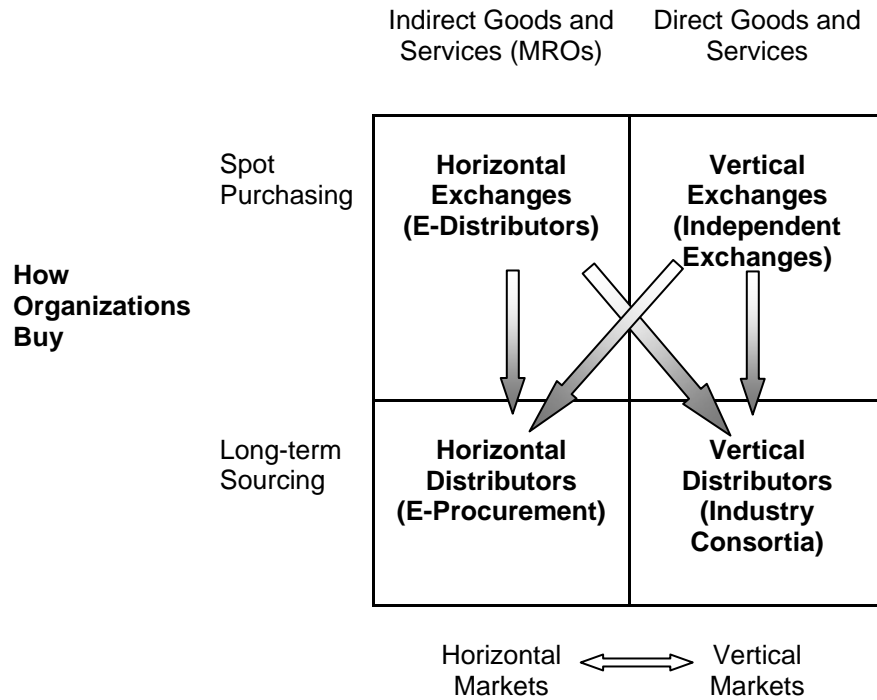 Indirect Goods and
Services (MROs)
Direct Goods and
Services
Spot
Purchasing
Horizontal
Exchanges
(E-Distributors)
Vertical
Exchanges
(Independent
Exchanges)
How
Organizations
Buy
Long-term
Sourcing
Horizontal
Distributors
(E-Procurement)
Vertical
Distributors
(Industry
Consortia)
Horizontal
Markets
Vertical
Markets